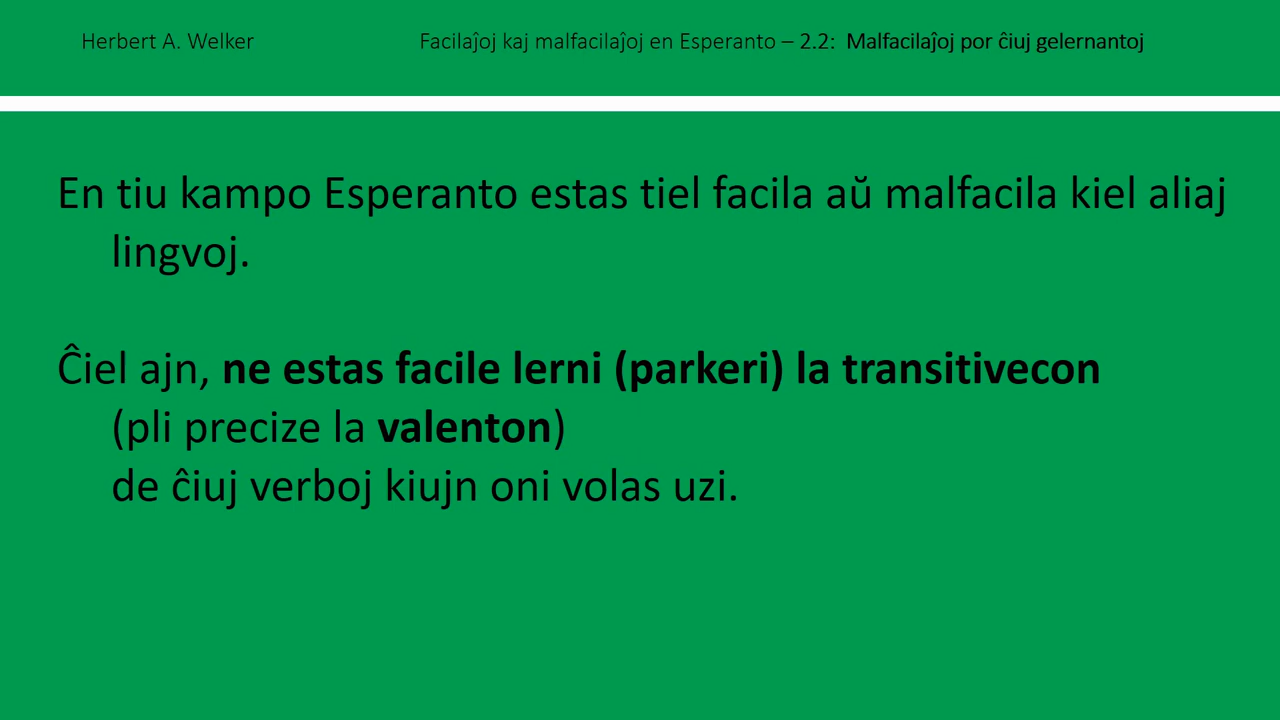 Herbert A. Welker
Facilaĵoj kaj malfacilaĵoj en Esperanto – 2.2: Malfacilaĵoj por ĉiuj gelernantoj
En tiu kampo Esperanto estas tiel facila aŭ malfacila kiel aliaj
lingvoj.
Ĉiel ajn, ne estas facile lerni (parkeri) la transitivecon
(pli precize la valenton)
de ĉiuj verboj kiujn oni volas uzi.